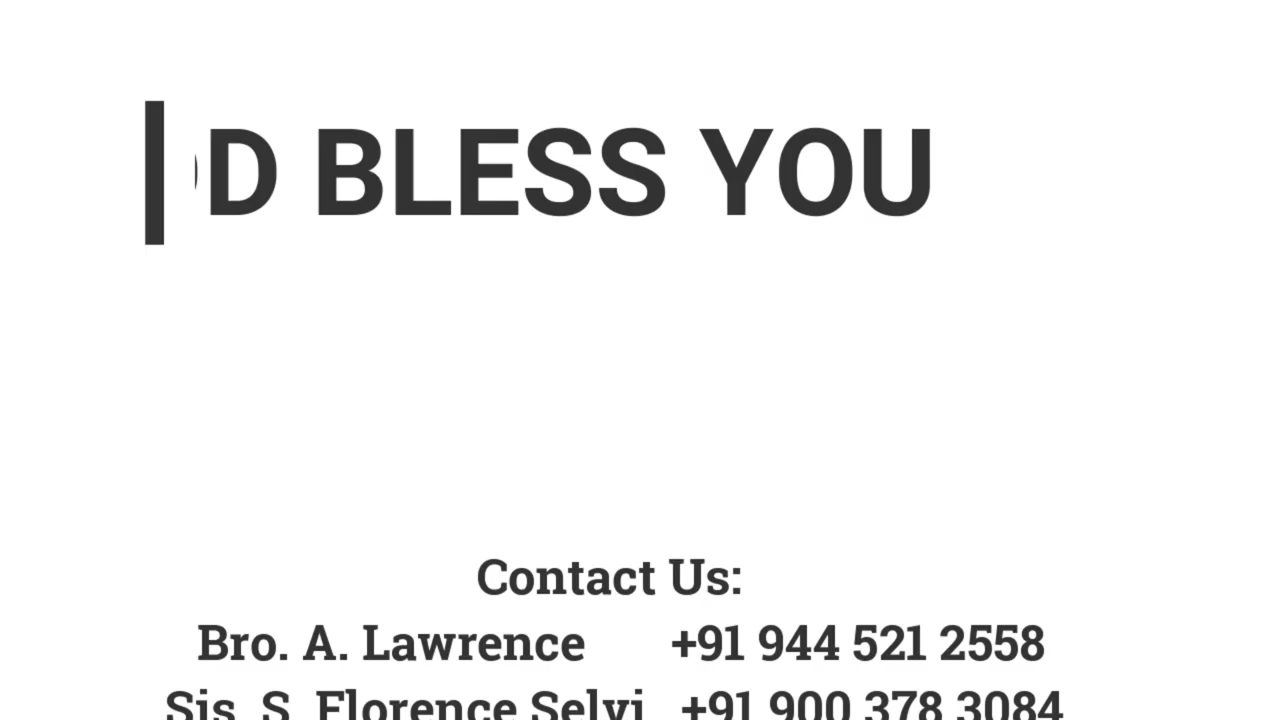 D BLESS YOU
Contact Us:
Bro. A. Lawrence +91 944 521 2558
Sis. S. Florence Selvi +91 900 378 3084